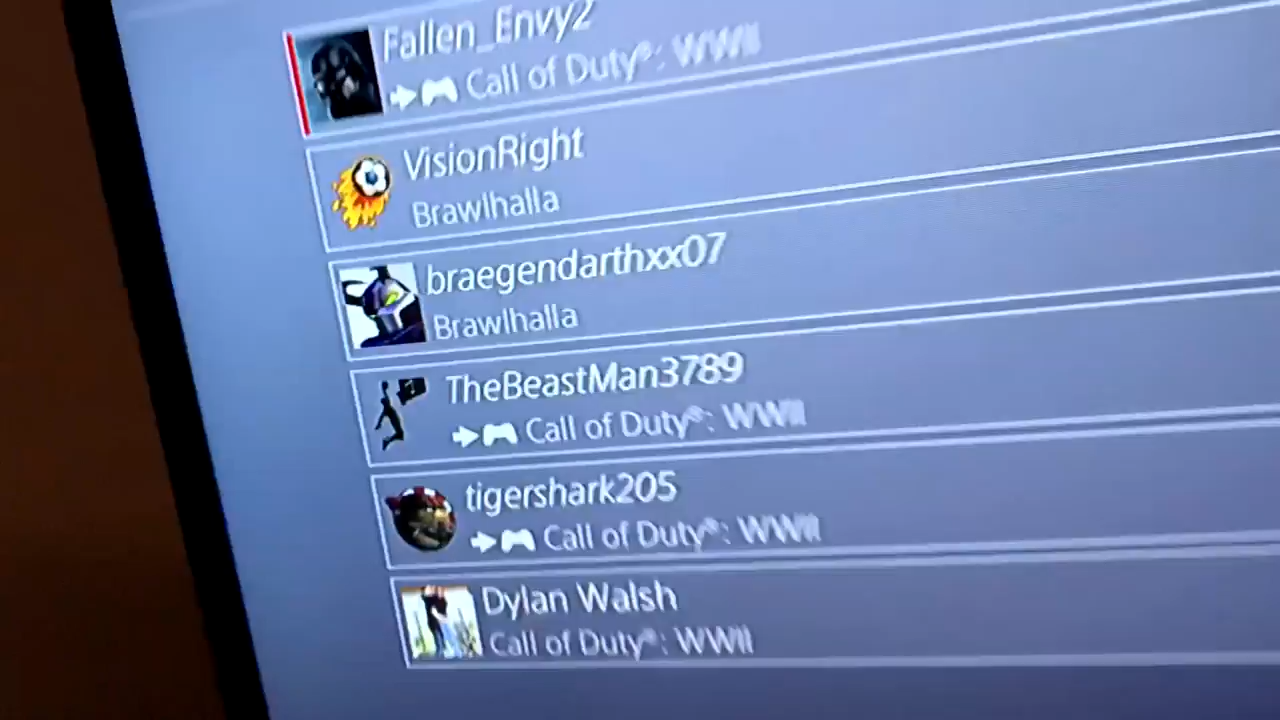 Fallen_Envy2
Call of Duty®: WWII
VisionRight
Brawlhalla
braegendarthxx07
Brawlhalla
TheBeastMan3789
Call of Duty®: WWII
tigershark205
Call of Duty®: WWII
Dylan Walsh
Call of Duty®: WWII